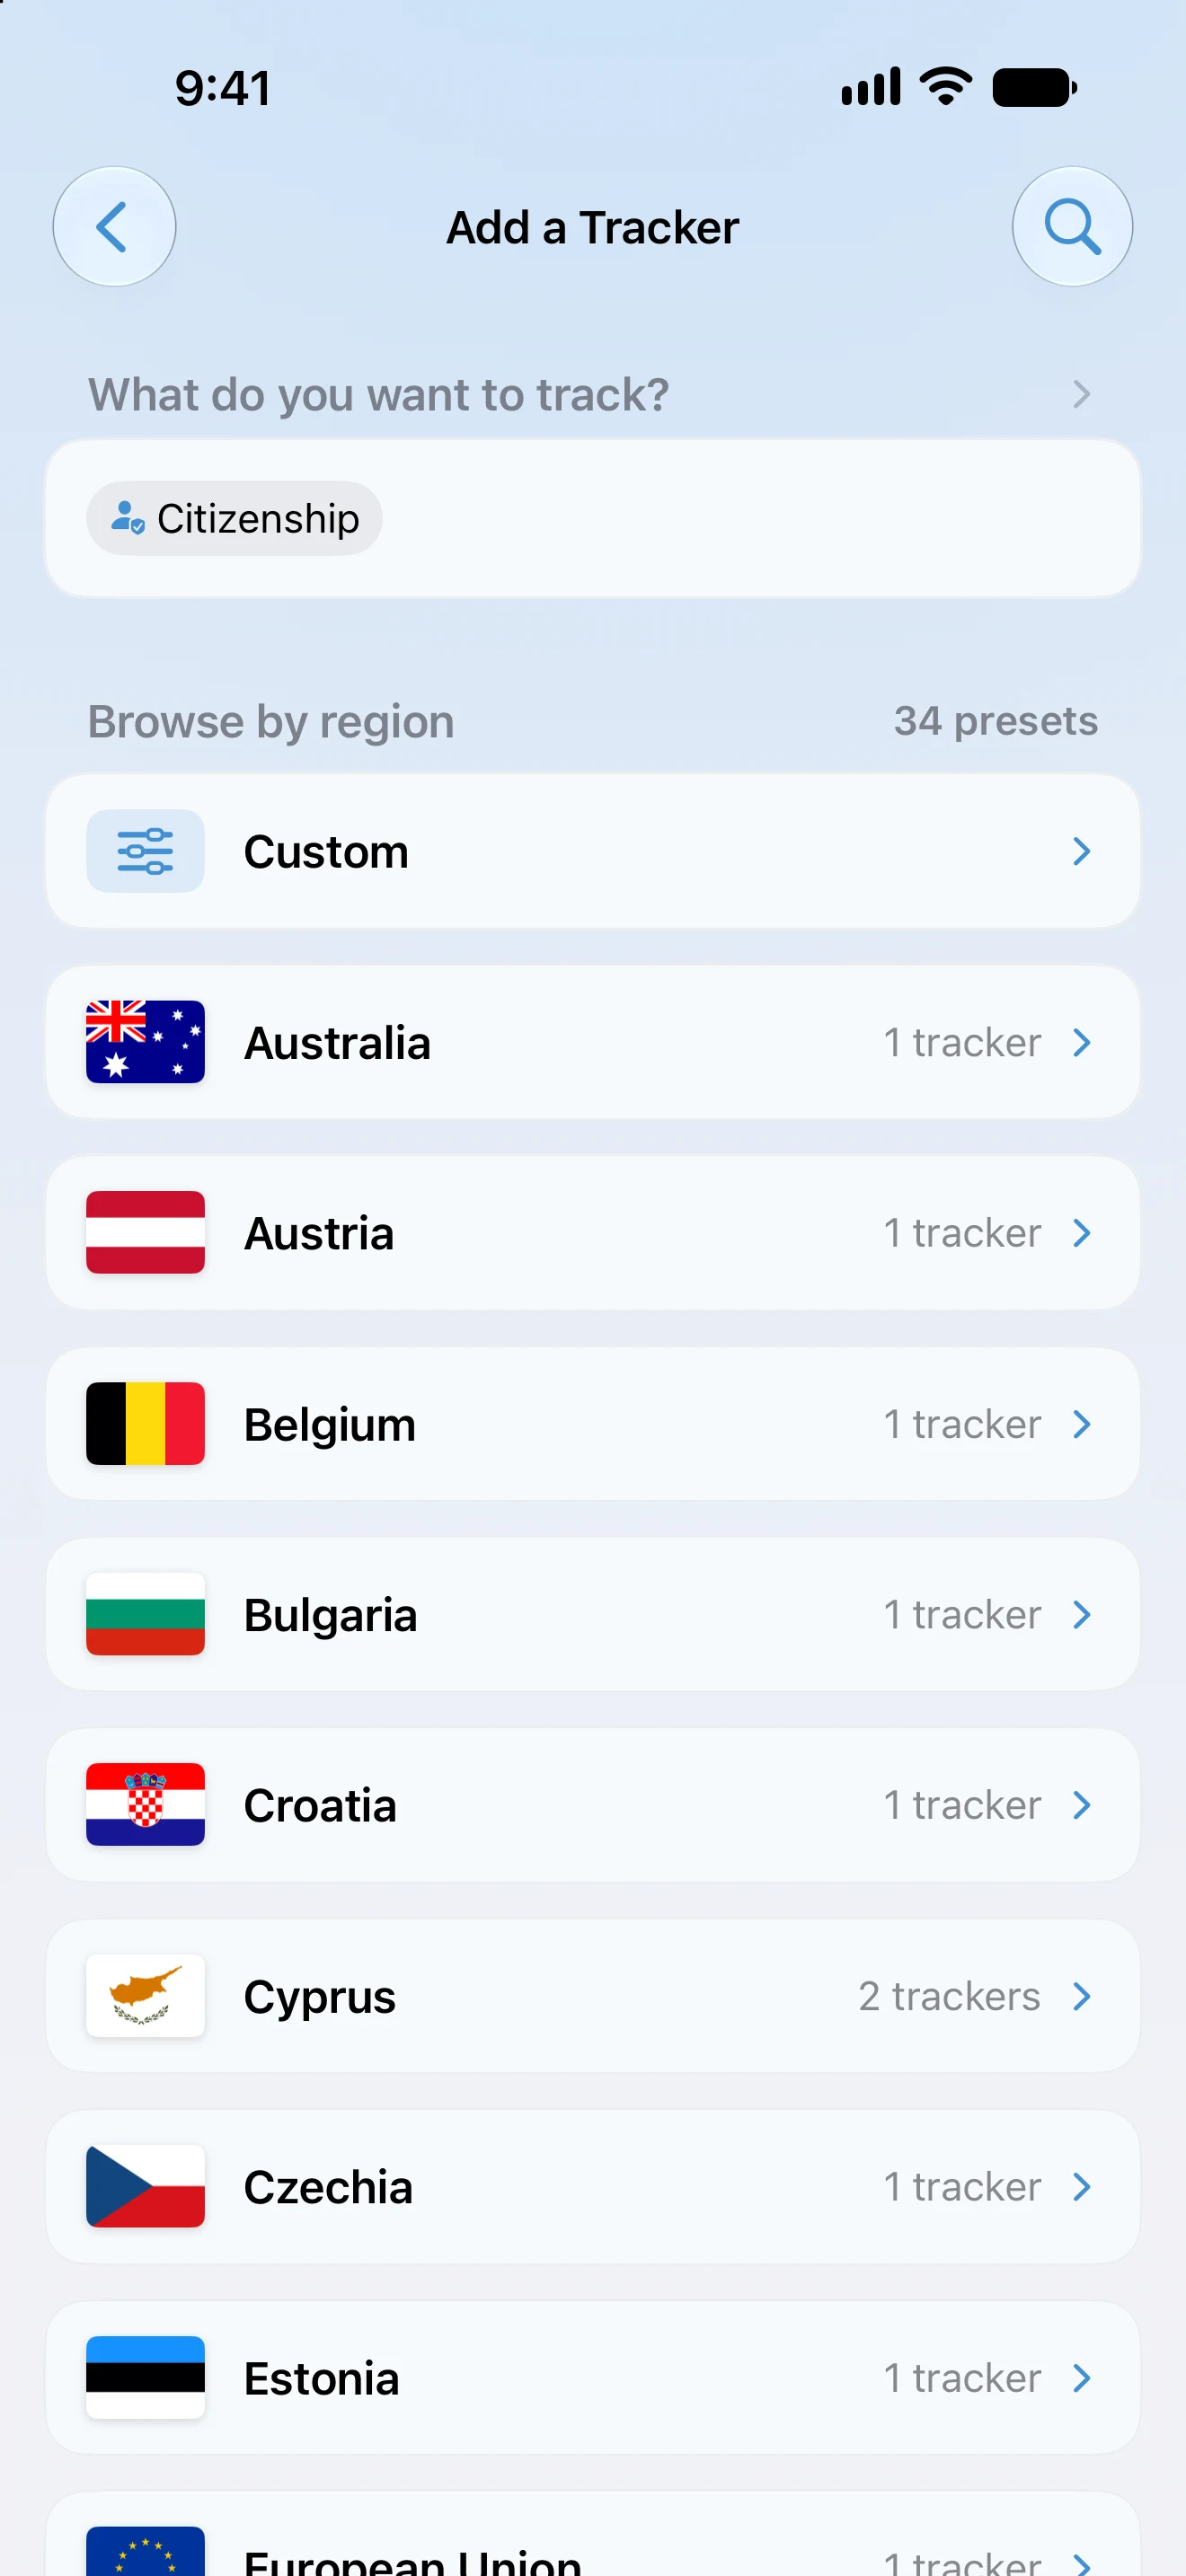 9:41
Add a Tracker
What do you want to track?
Citizenship
Browse by region 34 presets
Custom
Australia 1 tracker
Austria 1 tracker
Belgium 1 tracker
Bulgaria 1 tracker
Croatia 1 tracker
Cyprus 2 trackers
Czechia 1 tracker
Estonia 1 tracker
European Union 1 tracker